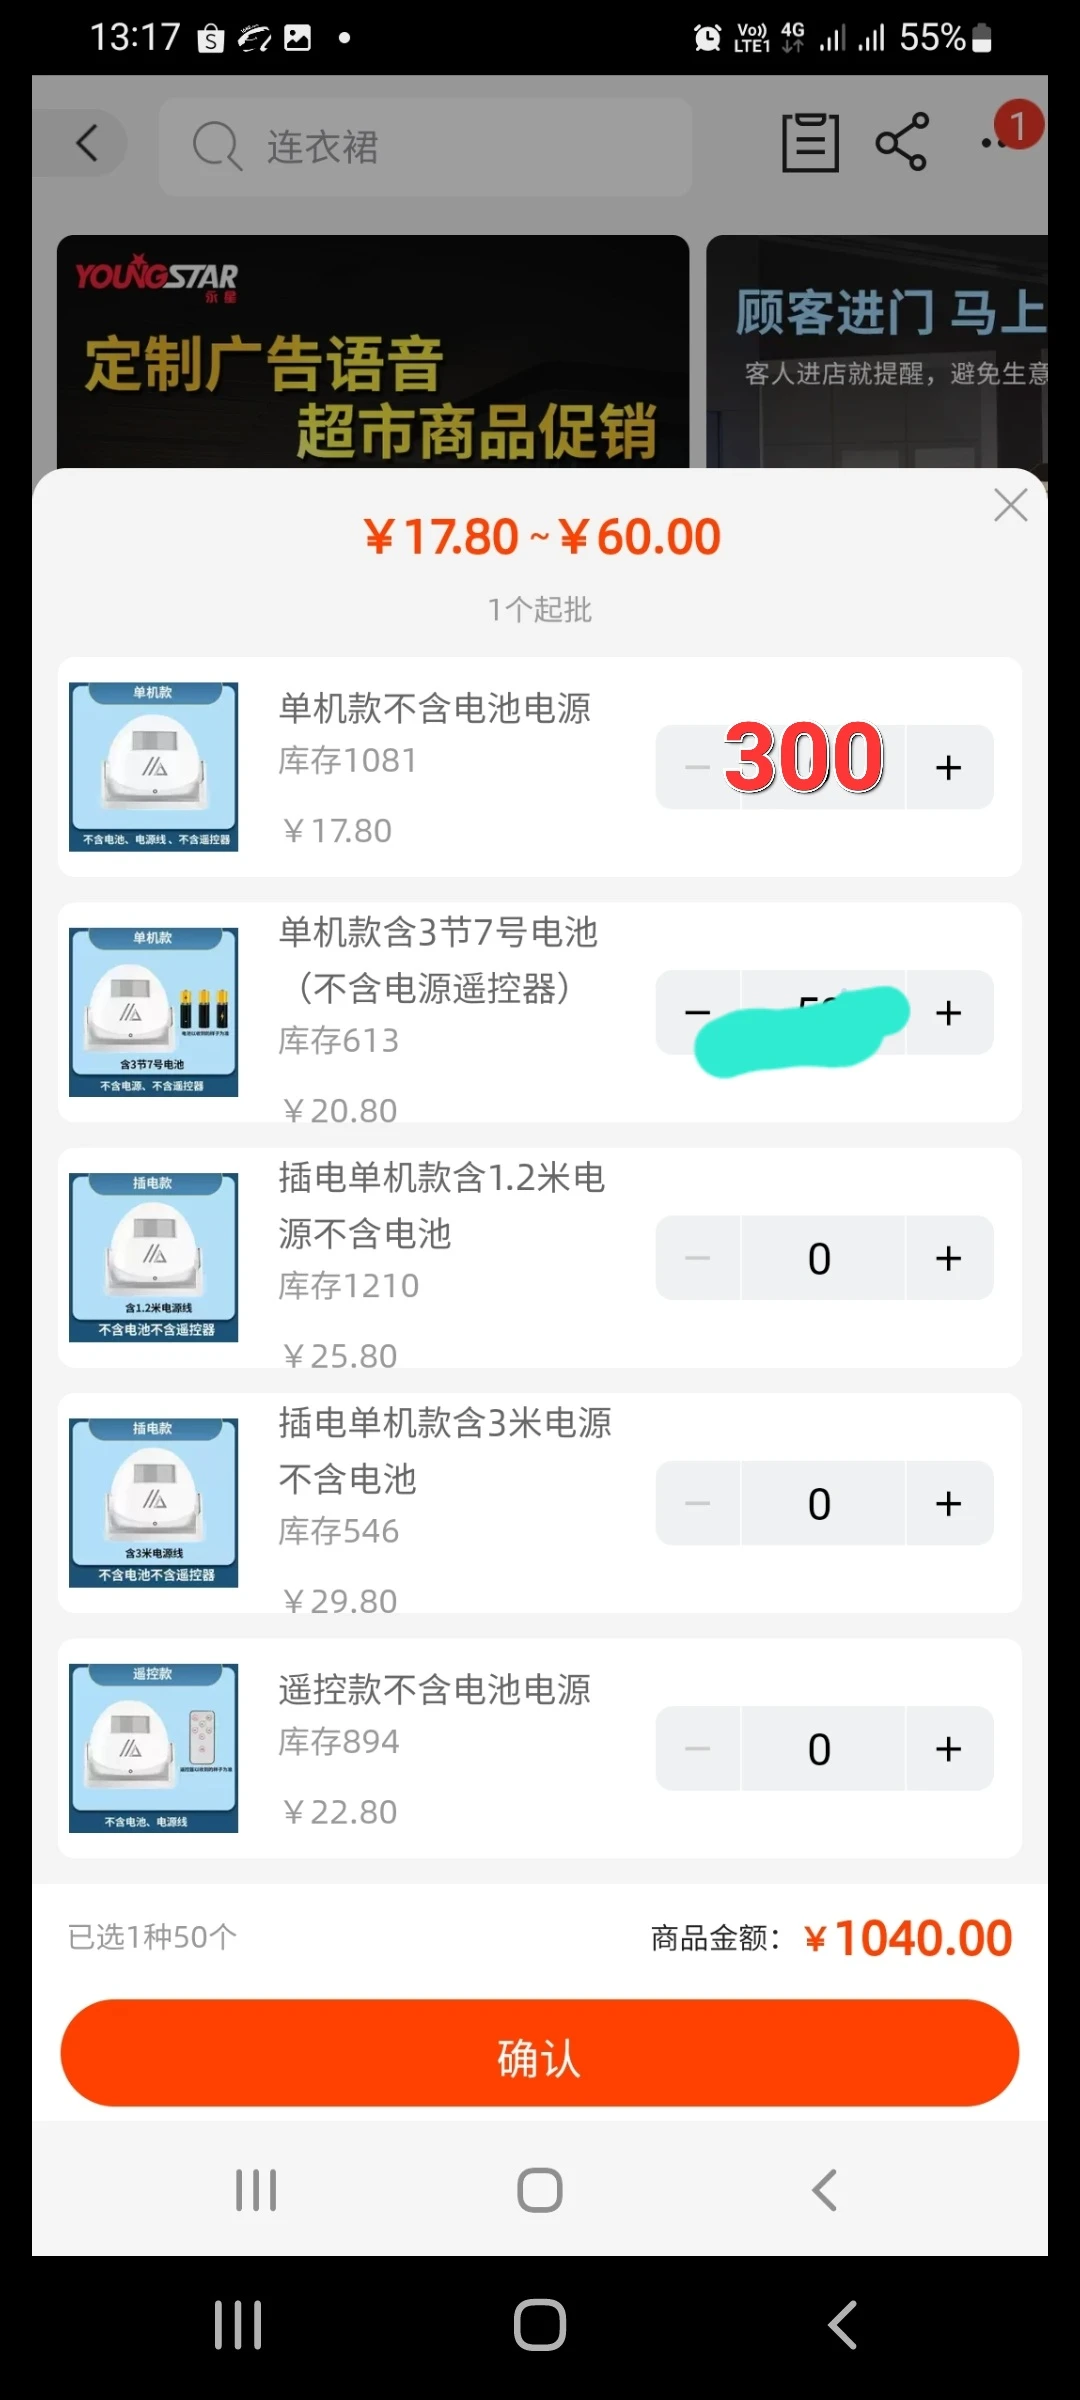 13:17
Vo))
LTE1
4G
55%
连衣裙
1
YOUNGSTAR
永星
定制广告语音
超市商品促销
顾客进门 马上
客人进店就提醒，避免生意
¥17.80~¥60.00
1个起批
单机款
不含电池、电源线、不含遥控器
单机款不含电池电源
库存1081
¥17.80
300
+
单机款
含3节7号电池
不含电源、不含遥控器
单机款含3节7号电池
（不含电源遥控器）
库存613
¥20.80
+
插电款
含1.2米电源线
不含电池不含遥控器
插电单机款含1.2米电
源不含电池
库存1210
¥25.80
0
+
插电款
含3米电源线
不含电池不含遥控器
插电单机款含3米电源
不含电池
库存546
¥29.80
0
+
遥控款
不含电池、电源线
遥控款不含电池电源
库存894
¥22.80
0
+
已选1种50个
商品金额：¥1040.00
确认